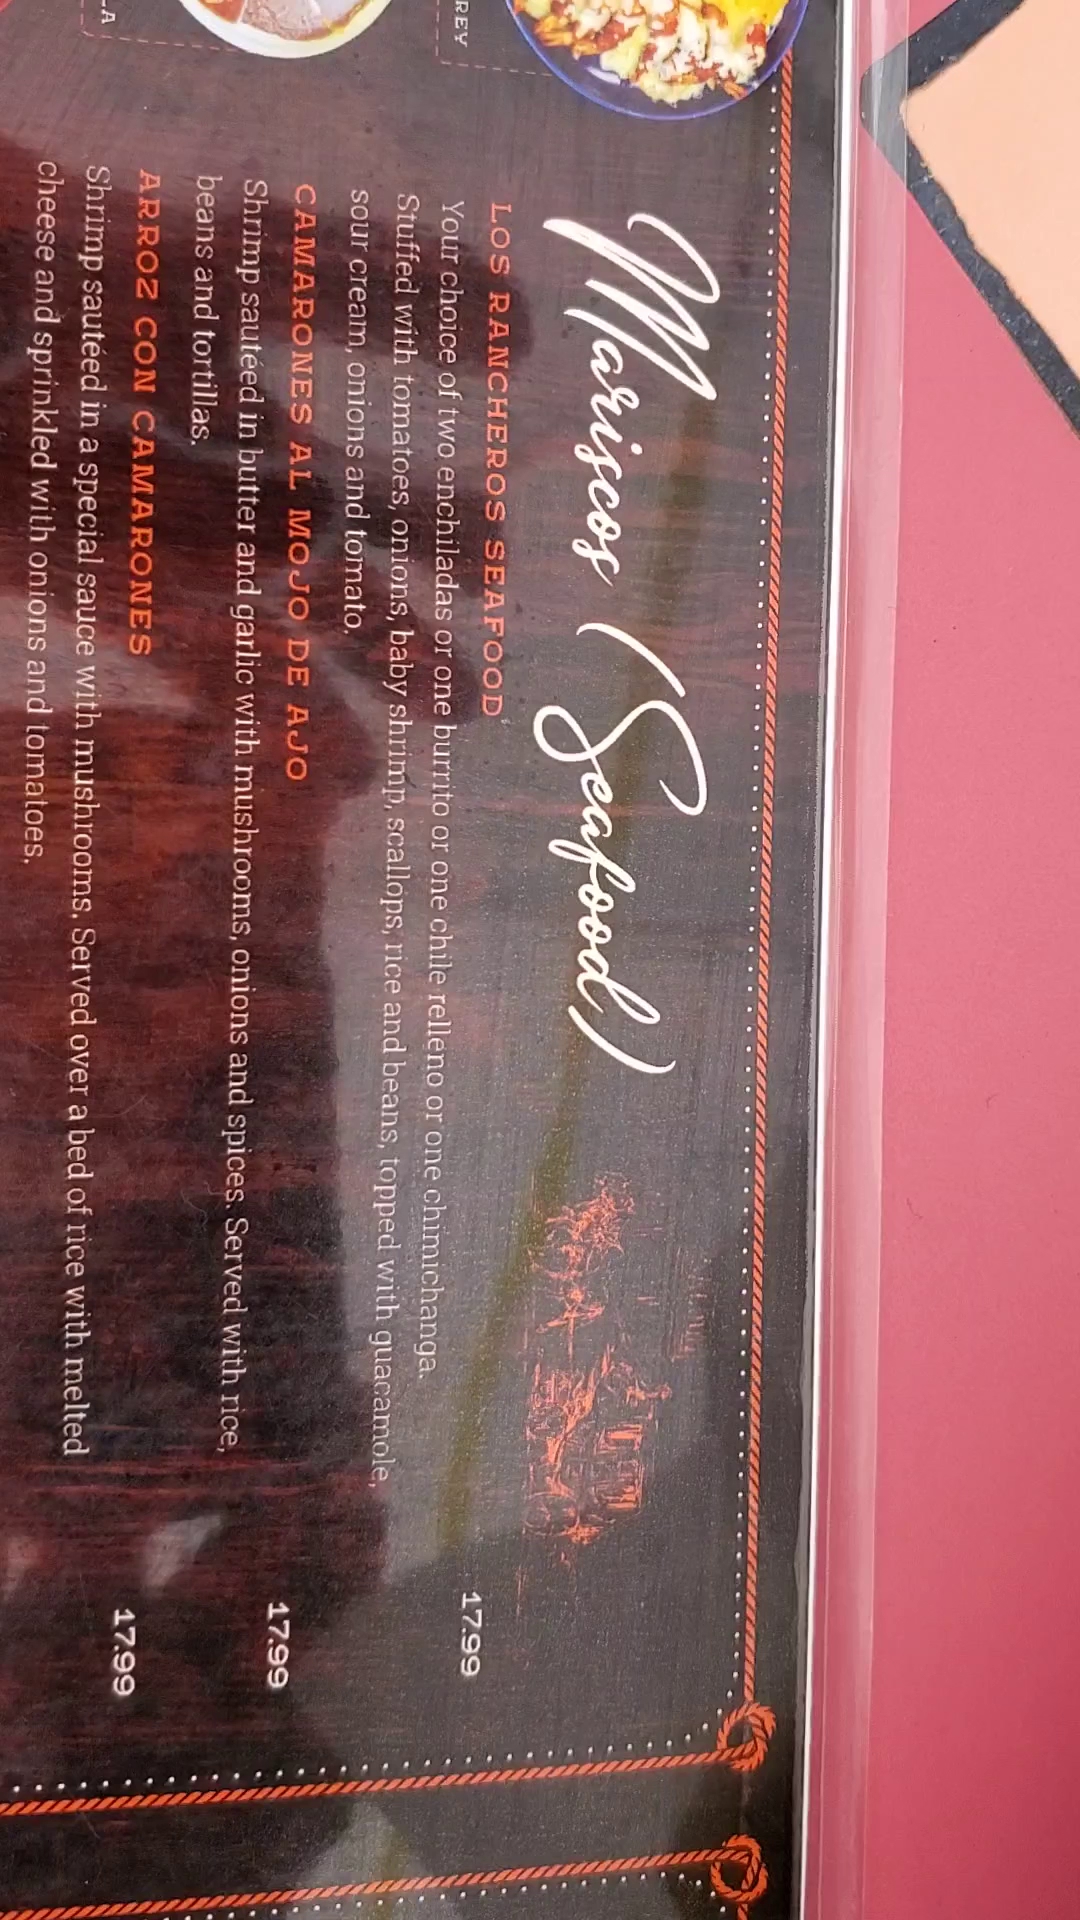 REY
LA
Mariscos (Seafood)
LOS RANCHEROS SEAFOOD 17.99
Your choice of two enchiladas or one burrito or one chile relleno or one chimichanga.
Stuffed with tomatoes, onions, baby shrimp, scallops, rice and beans, topped with guacamole,
sour cream, onions and tomato.
CAMARONES AL MOJO DE AJO 17.99
Shrimp sautéed in butter and garlic with mushrooms, onions and spices. Served with rice,
beans and tortillas.
ARROZ CON CAMARONES 17.99
Shrimp sautéed in a special sauce with mushrooms. Served over a bed of rice with melted
cheese and sprinkled with onions and tomatoes.